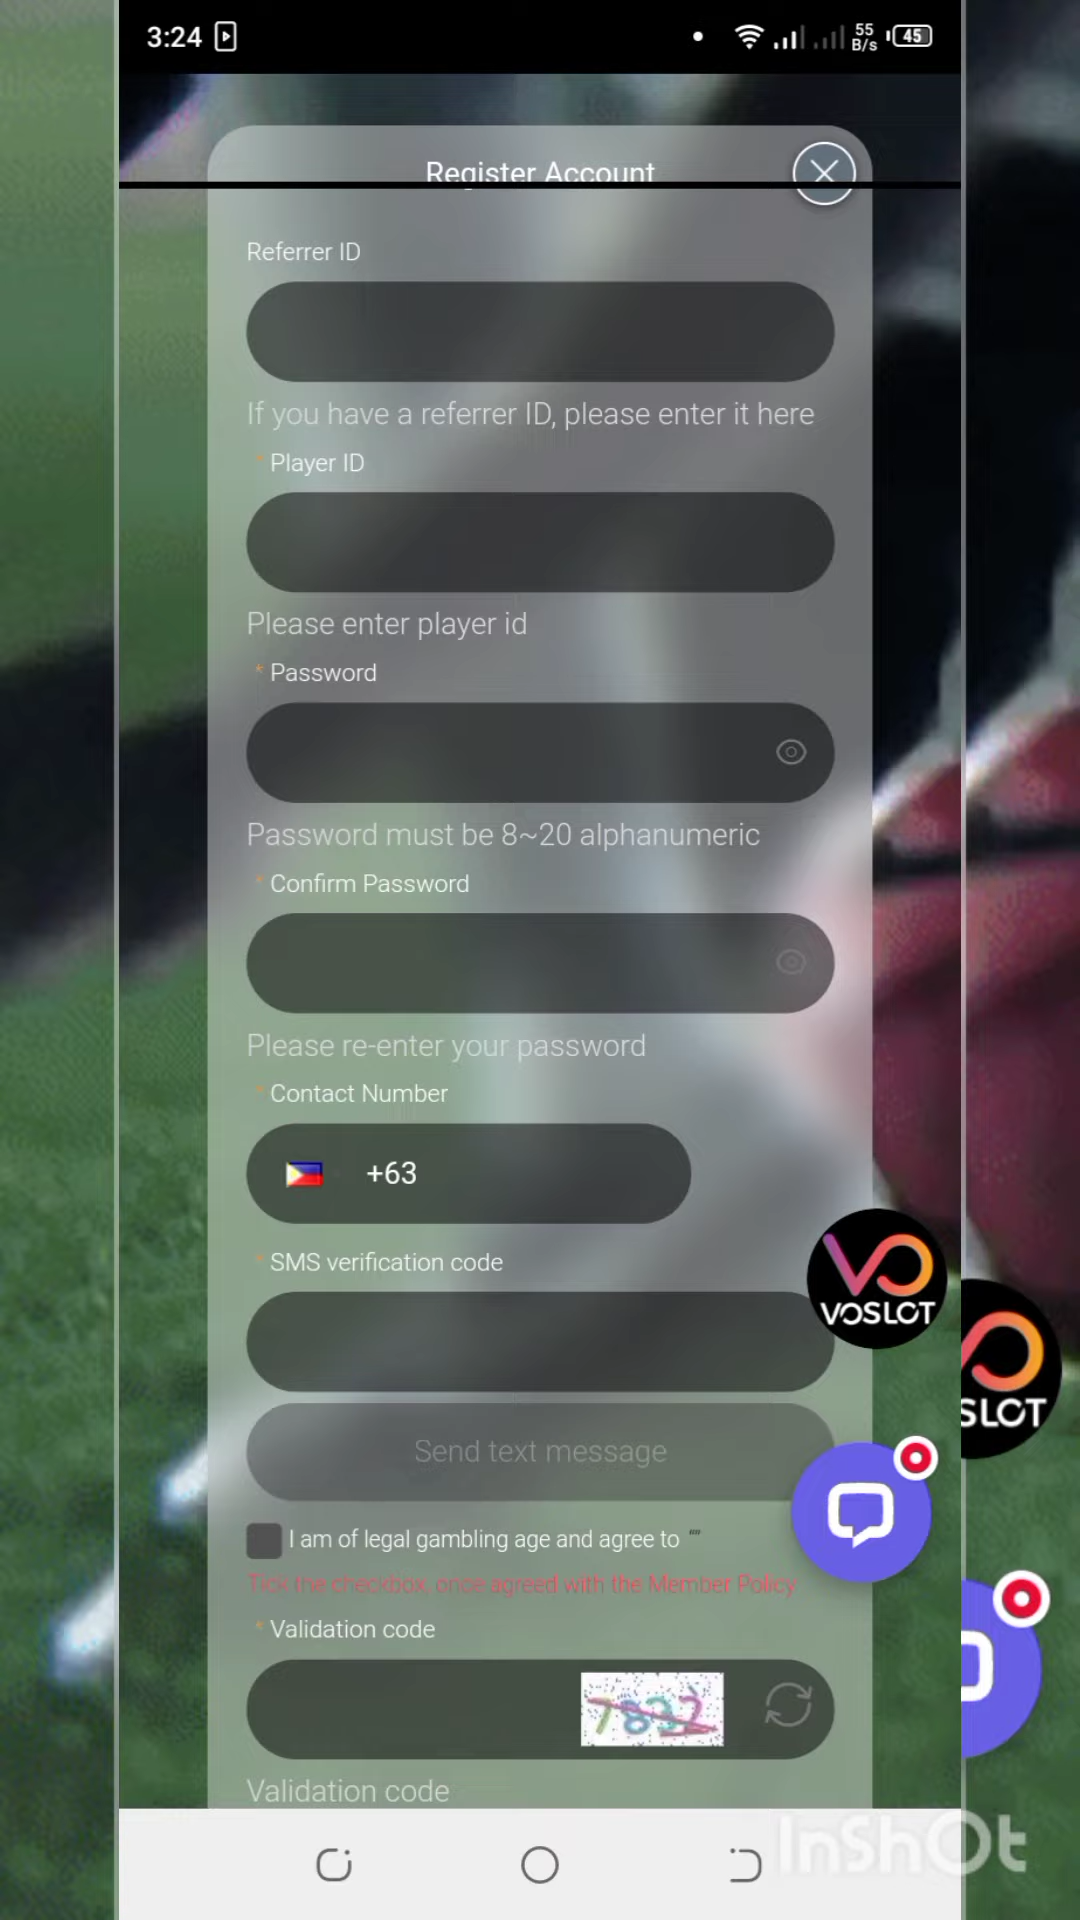 3:24
55
B/s
45
Register Account
Referrer ID
If you have a referrer ID, please enter it here
* Player ID
Please enter player id
* Password
Password must be 8~20 alphanumeric
* Confirm Password
Please re-enter your password
* Contact Number
+63
* SMS verification code
VOSLOT
SLOT
Send text message
I am of legal gambling age and agree to ""
Tick the checkbox, once agreed with the Member Policy
* Validation code
7832
Validation code
InShOt